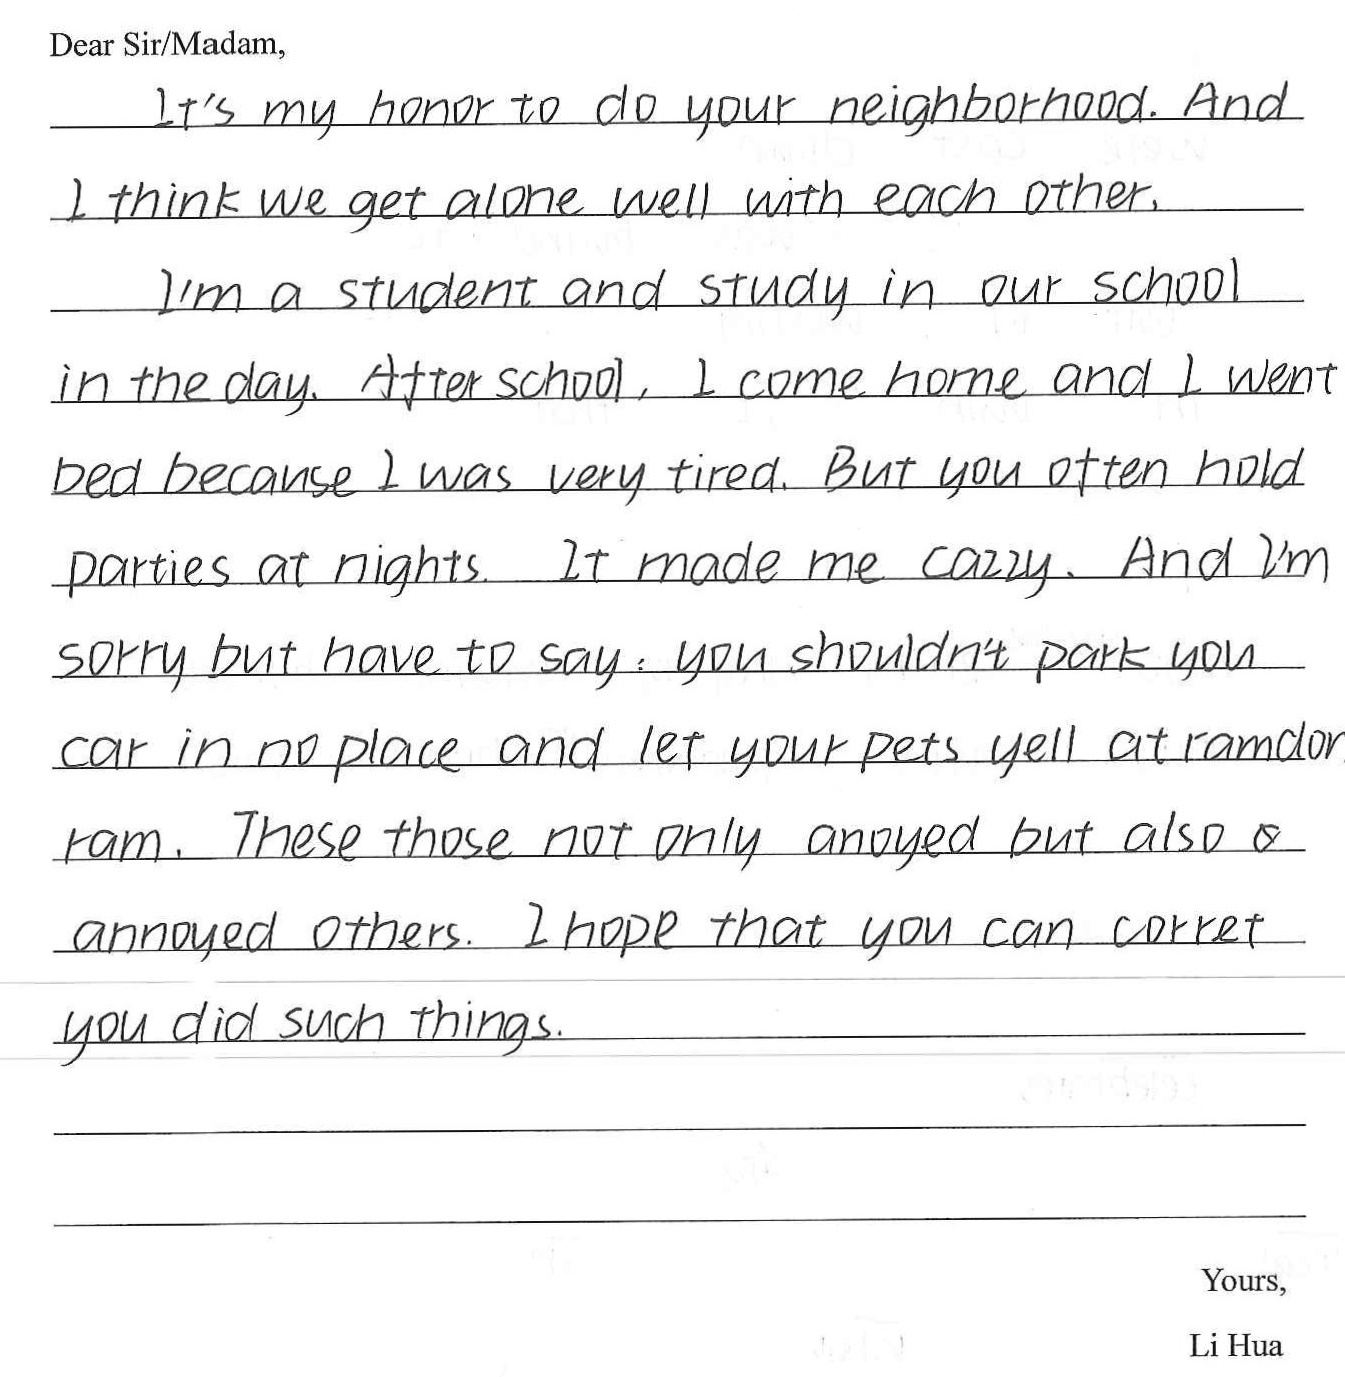 Dear Sir/Madam,
It's my honor to do your neighborhood. And
I think we get alone well with each other.
I'm a student and study in our school
in the day. After school, I come home and I went
bed because I was very tired. But you often hold
parties at nights. It made me cazzy. And I'm
sorry but have to say: you shouldn't park you
car in no place and let your pets yell at ramdor
ram. These those not only anoyed but also
annoyed others. I hope that you can corret
you did such things.
Yours,
Li Hua